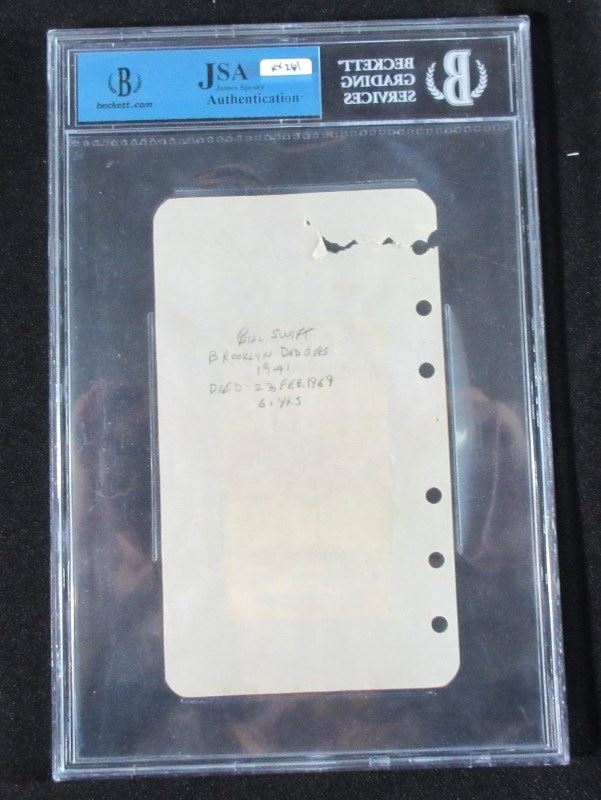 B
beckett.com
JSA
James Spence
Authentication
B
BECKETT
GRADING
SERVICES
BILL SWIFT
BROOKLYN DODGERS
1941
DIED - 23 FEB. 1969
61 YRS